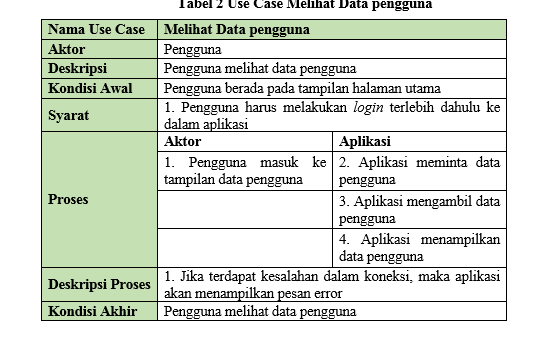 Tabel 2 Use Case Melihat Data pengguna
Nama Use Case Melihat Data pengguna
Aktor Pengguna
Deskripsi Pengguna melihat data pengguna
Kondisi Awal Pengguna berada pada tampilan halaman utama
Syarat 1. Pengguna harus melakukan login terlebih dahulu ke
dalam aplikasi
Proses
Aktor Aplikasi
1. Pengguna masuk ke
tampilan data pengguna
2. Aplikasi meminta data
pengguna
3. Aplikasi mengambil data
pengguna
4. Aplikasi menampilkan
data pengguna
Deskripsi Proses 1. Jika terdapat kesalahan dalam koneksi, maka aplikasi
akan menampilkan pesan error
Kondisi Akhir Pengguna melihat data pengguna